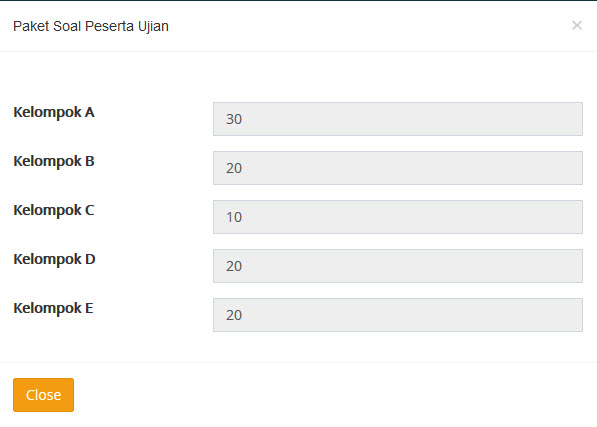 Paket Soal Peserta Ujian ×
Kelompok A 30
Kelompok B 20
Kelompok C 10
Kelompok D 20
Kelompok E 20
Close